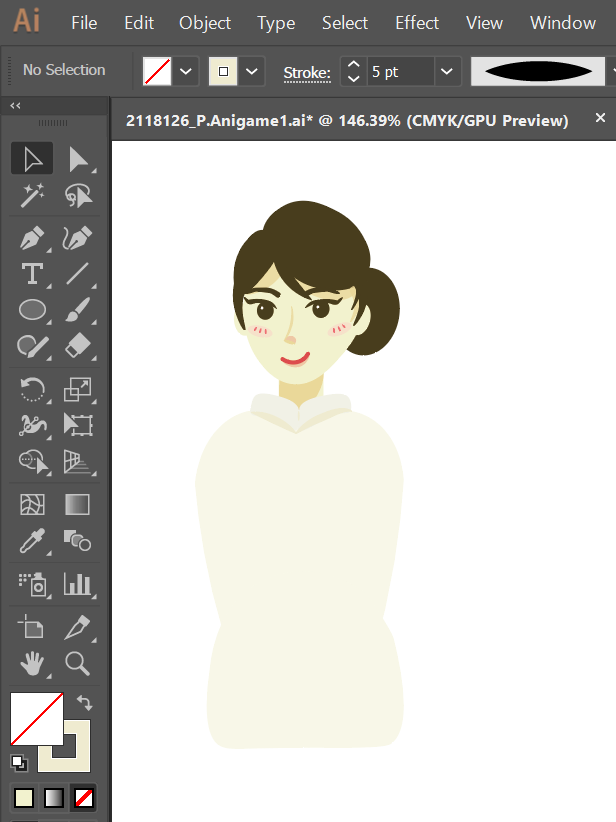 Ai File Edit Object Type Select Effect View Window
No Selection Stroke: 5 pt
2118126_P.Anigame1.ai* @ 146.39% (CMYK/GPU Preview) ×